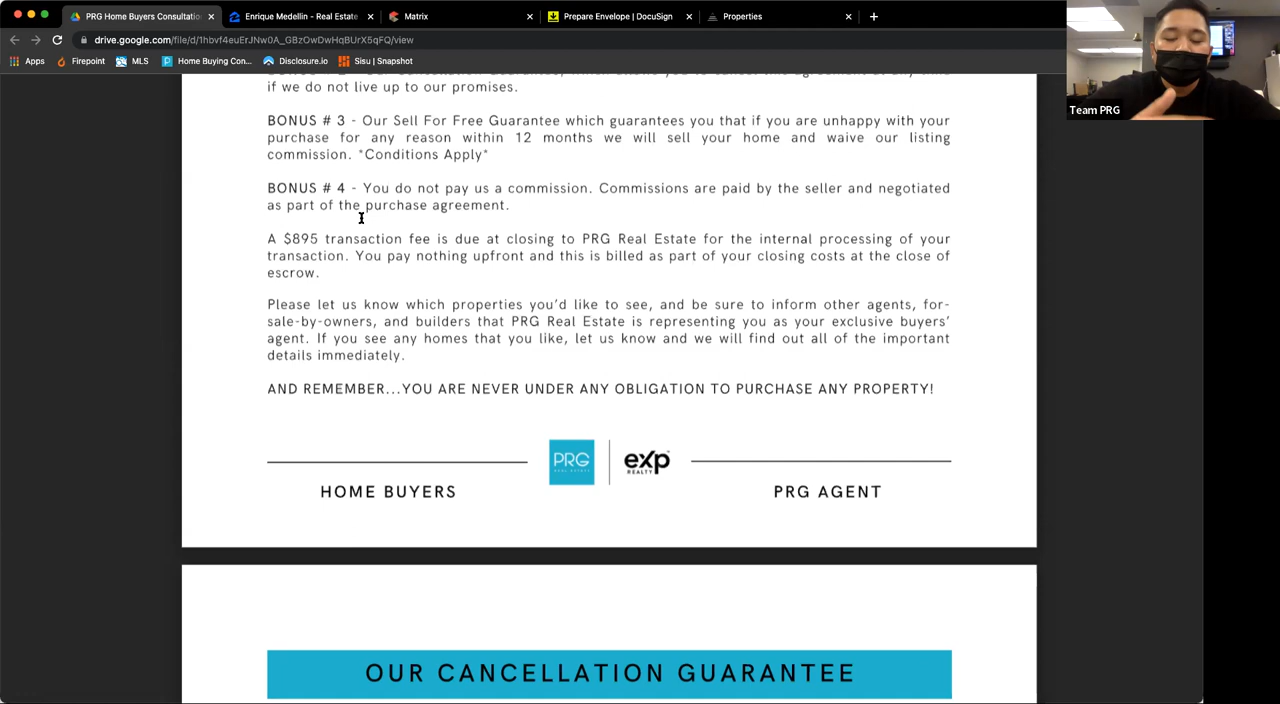 PRG Home Buyers Consultatio
Enrique Medellin - Real Estate
Matrix
Prepare Envelope | DocuSign
Properties
drive.google.com/file/d/1hbvf4euErJNw0A_GBzOwDwHqBUrX5qFQ/view
Apps
Firepoint
MLS
Home Buying Con...
Disclosure.io
Sisu | Snapshot
Team PRG
if we do not live up to our promises.
BONUS # 3 - Our Sell For Free Guarantee which guarantees you that if you are unhappy with your
purchase for any reason within 12 months we will sell your home and waive our listing
commission. *Conditions Apply*
BONUS # 4 - You do not pay us a commission. Commissions are paid by the seller and negotiated
as part of the purchase agreement.
A $895 transaction fee is due at closing to PRG Real Estate for the internal processing of your
transaction. You pay nothing upfront and this is billed as part of your closing costs at the close of
escrow.
Please let us know which properties you'd like to see, and be sure to inform other agents, for-
sale-by-owners, and builders that PRG Real Estate is representing you as your exclusive buyers'
agent. If you see any homes that you like, let us know and we will find out all of the important
details immediately.
AND REMEMBER...YOU ARE NEVER UNDER ANY OBLIGATION TO PURCHASE ANY PROPERTY!
PRG
REAL ESTATE
exp
REALTY
HOME BUYERS
PRG AGENT
OUR CANCELLATION GUARANTEE